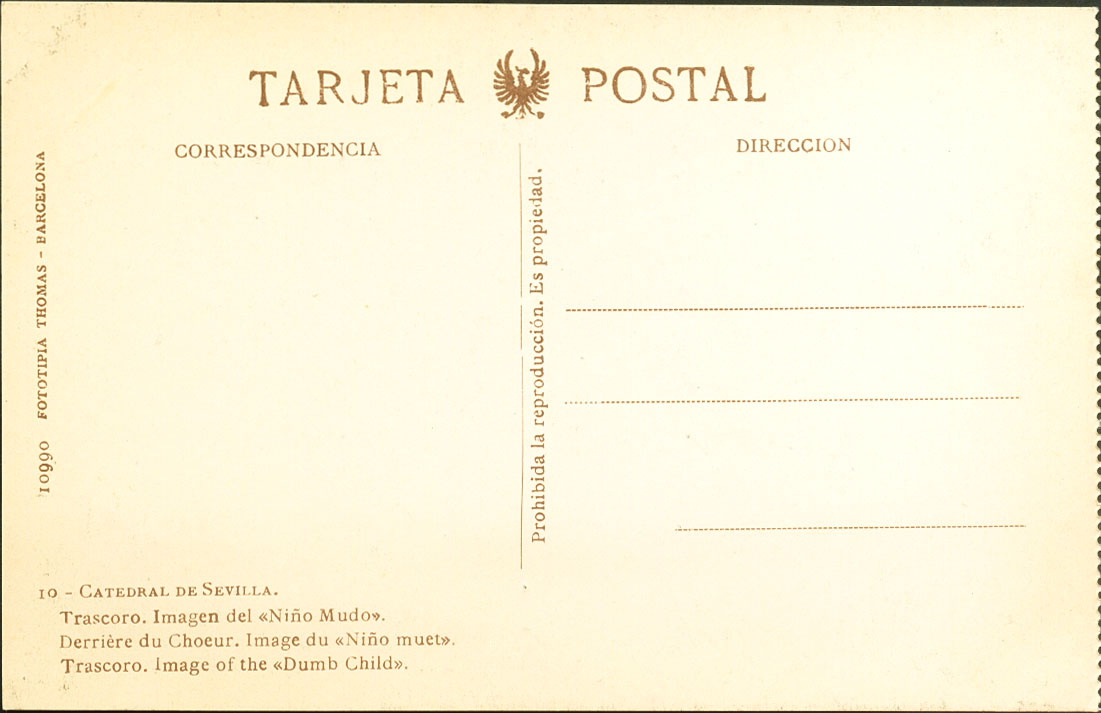 TARJETA POSTAL
CORRESPONDENCIA
DIRECCION
10990 FOTOTIPIA THOMAS - BARCELONA
Prohibida la reproducción. Es propiedad.
10 - CATEDRAL DE SEVILLA.
Trascoro. Imagen del «Niño Mudo».
Derrière du Choeur. Image du «Niño muet».
Trascoro. Image of the «Dumb Child».